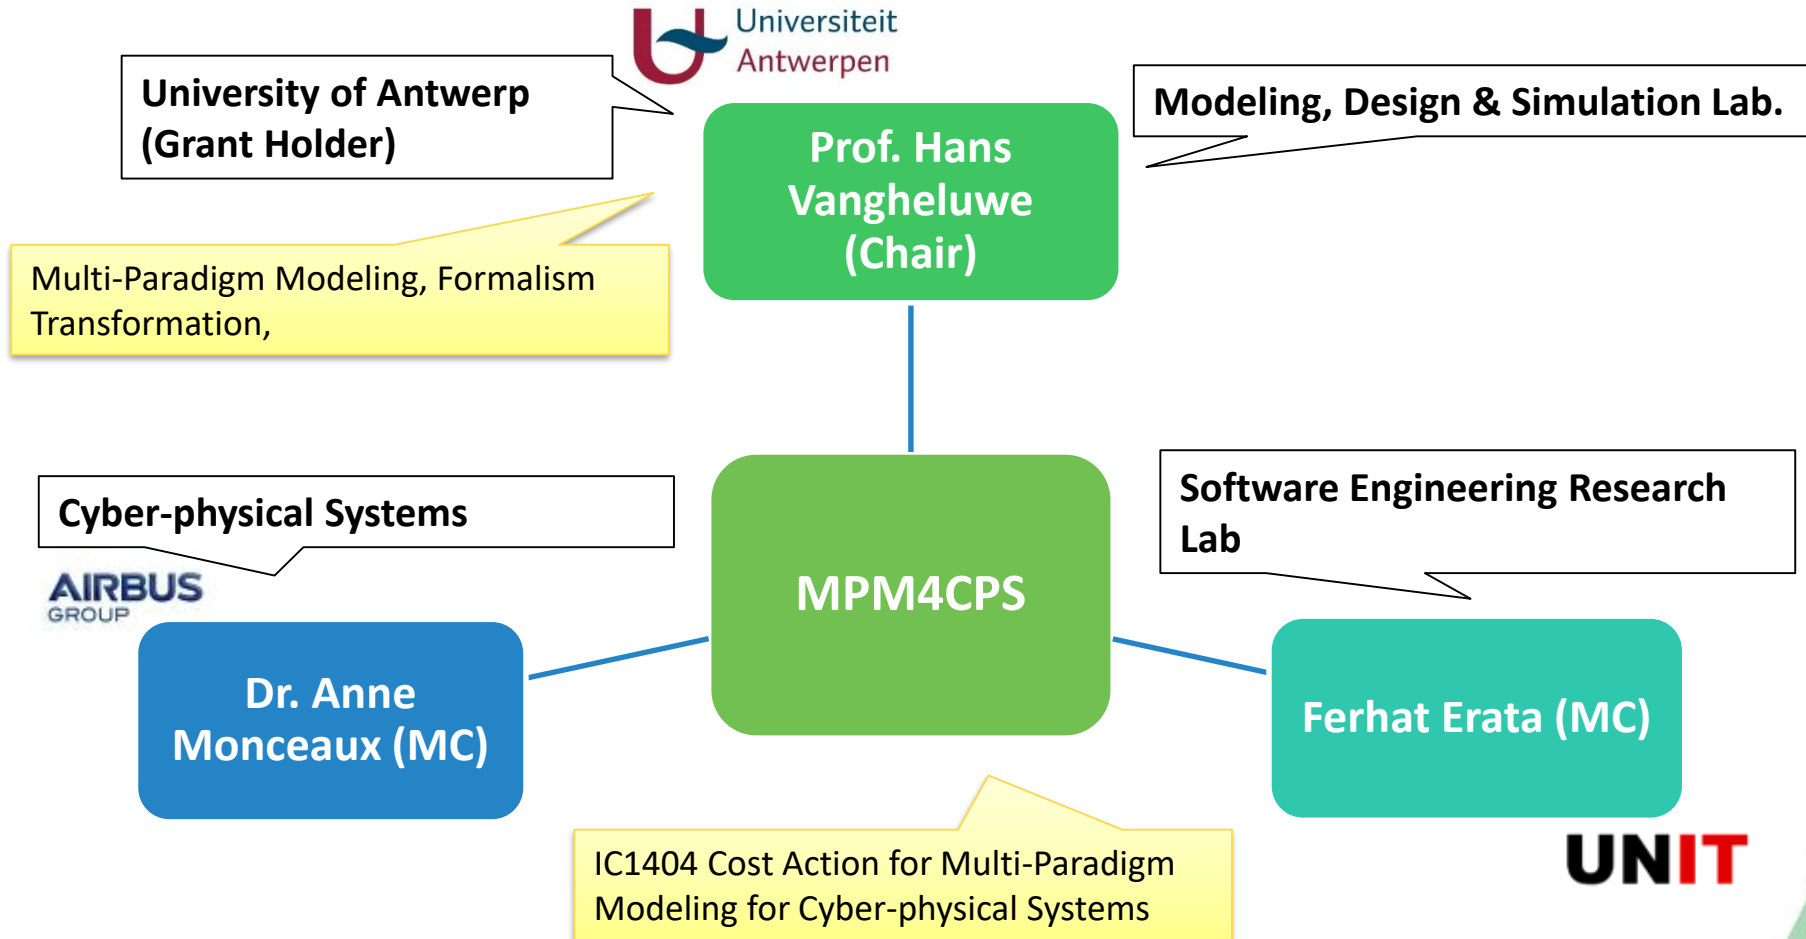 Universiteit
Antwerpen
University of Antwerp
(Grant Holder)
Modeling, Design & Simulation Lab.
Prof. Hans
Vangheluwe
(Chair)
Multi-Paradigm Modeling, Formalism
Transformation,
Cyber-physical Systems
Software Engineering Research
Lab
AIRBUS
GROUP
MPM4CPS
Dr. Anne
Monceaux (MC)
Ferhat Erata (MC)
UNIT
IC1404 Cost Action for Multi-Paradigm
Modeling for Cyber-physical Systems